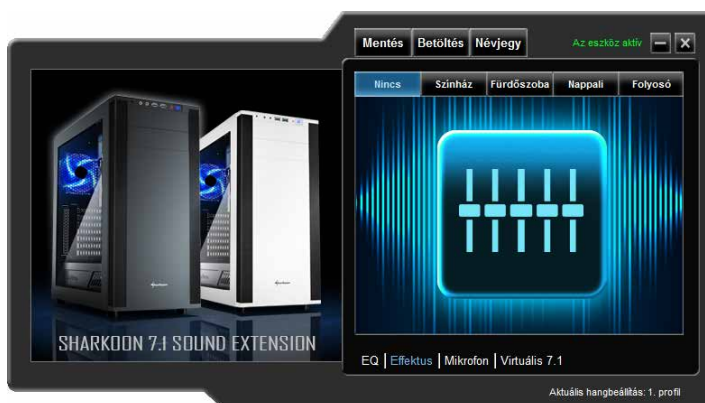 Mentés Betöltés Névjegy Az eszköz aktív
Nincs Színház Fürdőszoba Nappali Folyosó
SHARKOON 7.1 SOUND EXTENSION
EQ | Effektus | Mikrofon | Virtuális 7.1
Aktuális hangbeállítás: 1. profil